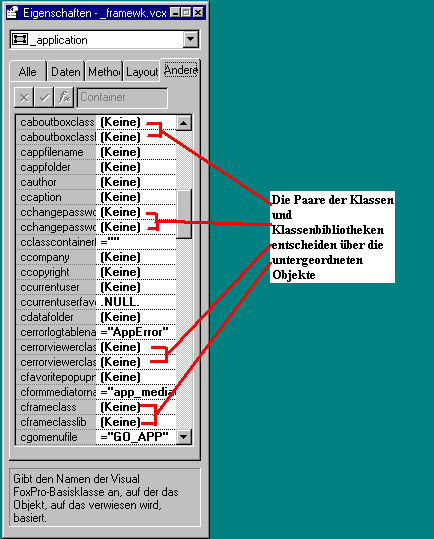 Eigenschaften - _framewk.vcx
_application
Alle Daten Method Layout Andere
Container
caboutboxclass (Keine)
caboutboxclassl (Keine)
cappfilename (Keine)
cappfolder (Keine)
cauthor (Keine)
ccaption (Keine)
cchangepasswo (Keine)
cchangepasswo (Keine)
cclasscontainerl =""
ccompany (Keine)
ccopyright (Keine)
ccurrentuser (Keine)
ccurrentuserfavo .NULL.
cdatafolder (Keine)
cerrorlogtablena ="AppError"
cerrorviewerclas (Keine)
cerrorviewerclas (Keine)
cfavoritepopupn (Keine)
cformmediatorna ="app_media
cframeclass (Keine)
cframeclasslib (Keine)
cgomenufile ="GO_APP"
Gibt den Namen der Visual
FoxPro-Basisklasse an, auf der das
Objekt, auf das verwiesen wird,
basiert.
Die Paare der Klassen
und
Klassenbibliotheken
entscheiden über die
untergeordneten
Objekte